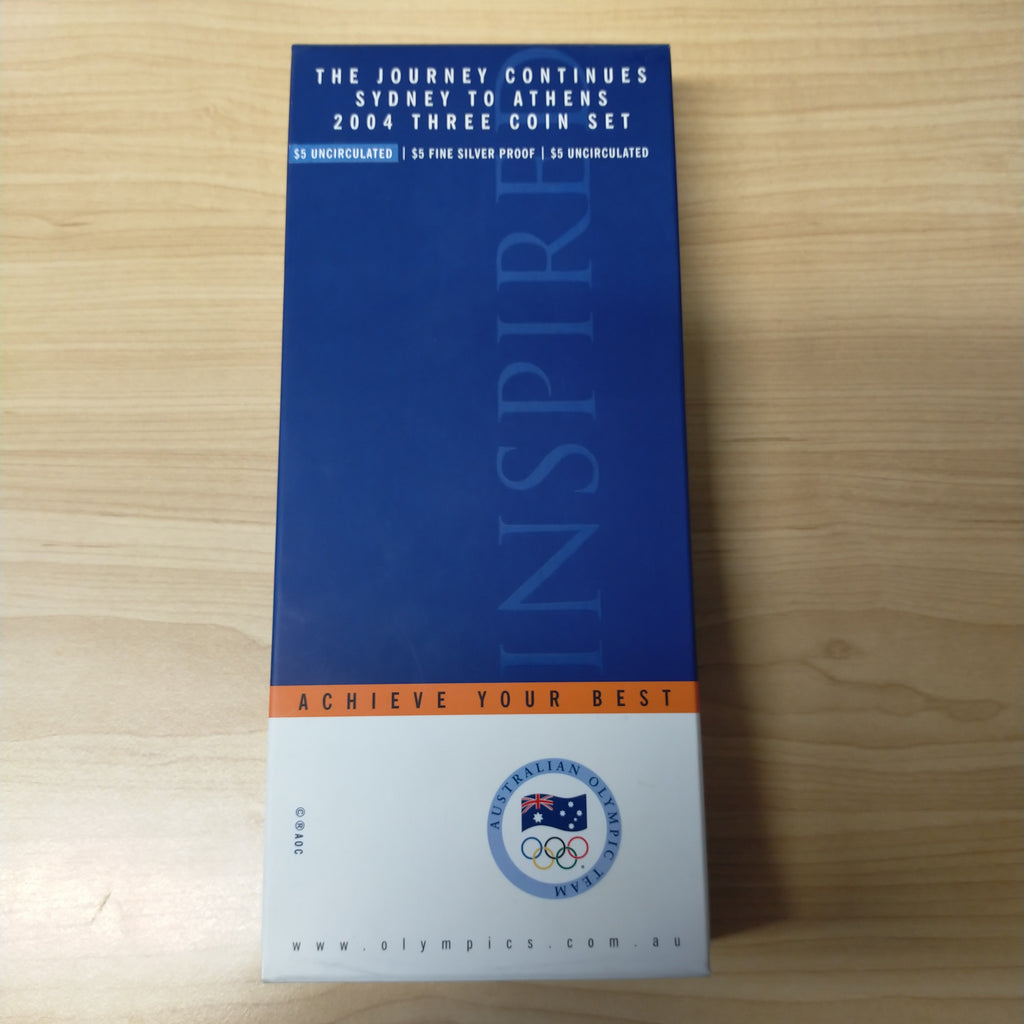 THE JOURNEY CONTINUES
SYDNEY TO ATHENS
2004 THREE COIN SET
$5 UNCIRCULATED | $5 FINE SILVER PROOF | $5 UNCIRCULATED
INSPIRED
ACHIEVE YOUR BEST
©®AOC
AUSTRALIAN OLYMPIC TEAM
www.olympics.com.au